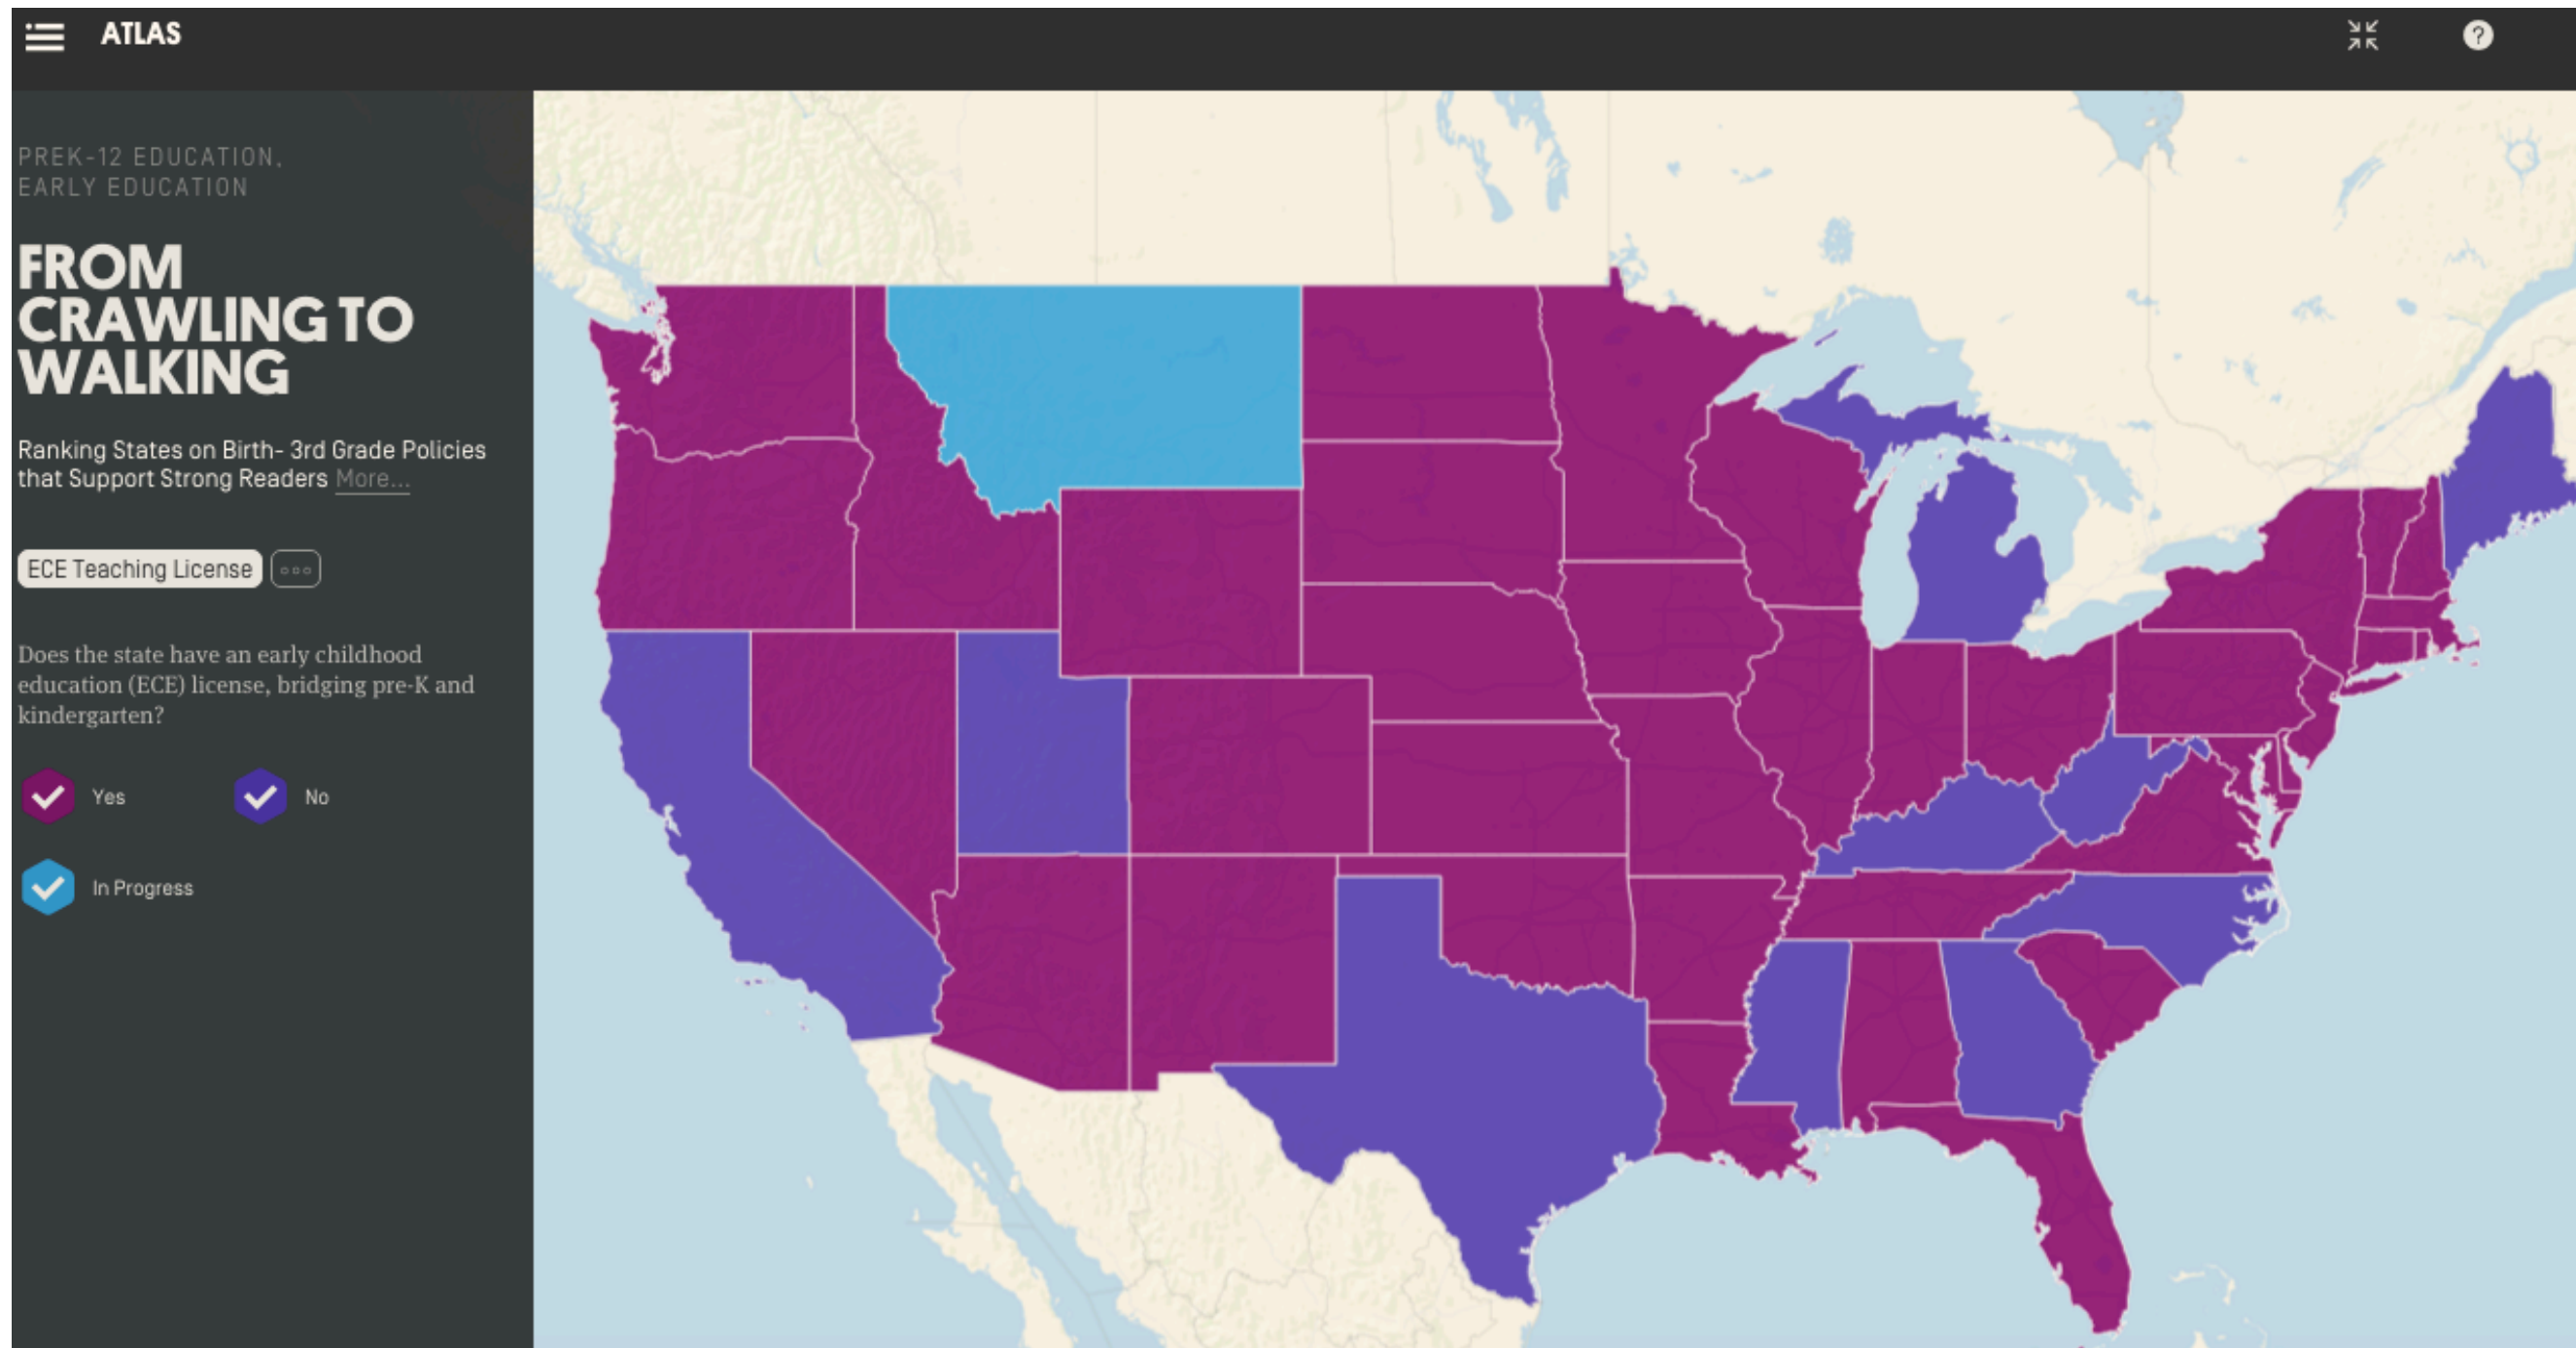 ATLAS
?
PREK-12 EDUCATION,
EARLY EDUCATION
FROM
CRAWLING TO
WALKING
Ranking States on Birth- 3rd Grade Policies
that Support Strong Readers More...
ECE Teaching License
Does the state have an early childhood
education (ECE) license, bridging pre-K and
kindergarten?
Yes
No
In Progress